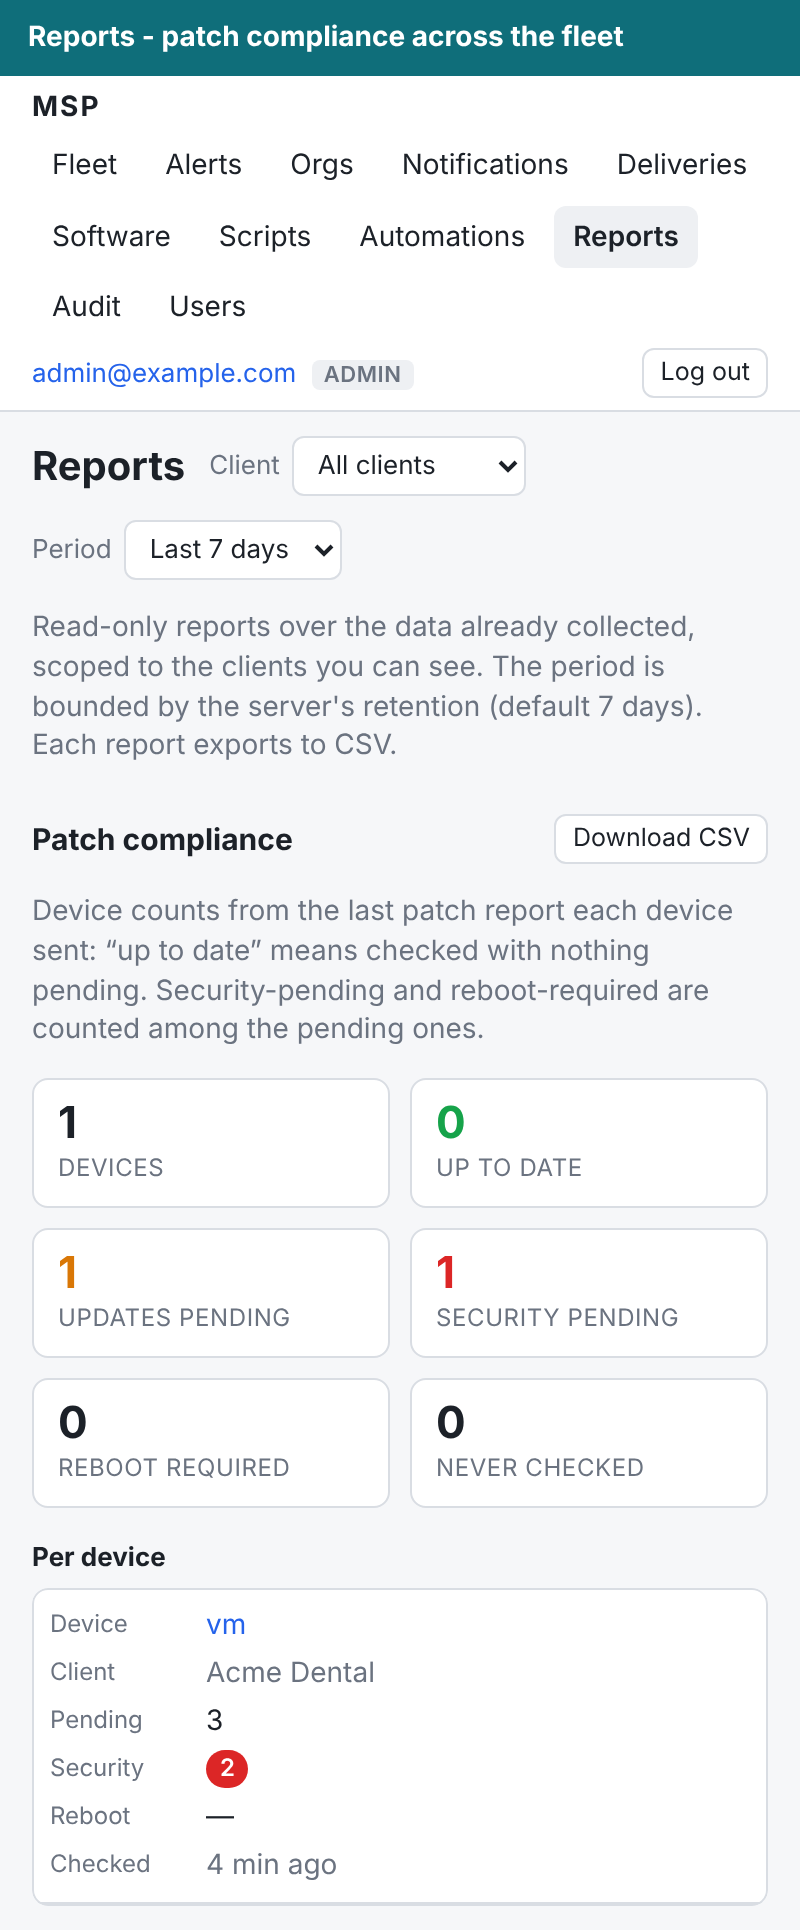 Reports - patch compliance across the fleet
MSP
Fleet Alerts Orgs Notifications Deliveries
Software Scripts Automations Reports
Audit Users
admin@example.com ADMIN Log out
Reports Client All clients
Period Last 7 days
Read-only reports over the data already collected,
scoped to the clients you can see. The period is
bounded by the server's retention (default 7 days).
Each report exports to CSV.
Patch compliance Download CSV
Device counts from the last patch report each device
sent: “up to date” means checked with nothing
pending. Security-pending and reboot-required are
counted among the pending ones.
1 0
DEVICES UP TO DATE
1 1
UPDATES PENDING SECURITY PENDING
0 0
REBOOT REQUIRED NEVER CHECKED
Per device
Device vm
Client Acme Dental
Pending 3
Security 2
Reboot —
Checked 4 min ago